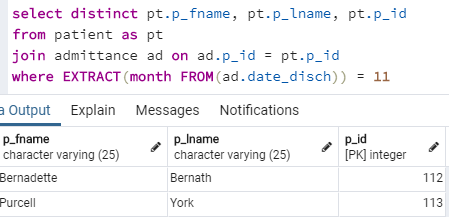 select distinct pt.p_fname, pt.p_lname, pt.p_id
from patient as pt
join admittance ad on ad.p_id = pt.p_id
where EXTRACT(month FROM(ad.date_disch)) = 11
a Output Explain Messages Notifications
p_fname p_lname p_id
character varying (25) character varying (25) [PK] integer
Bernadette Bernath 112
Purcell York 113